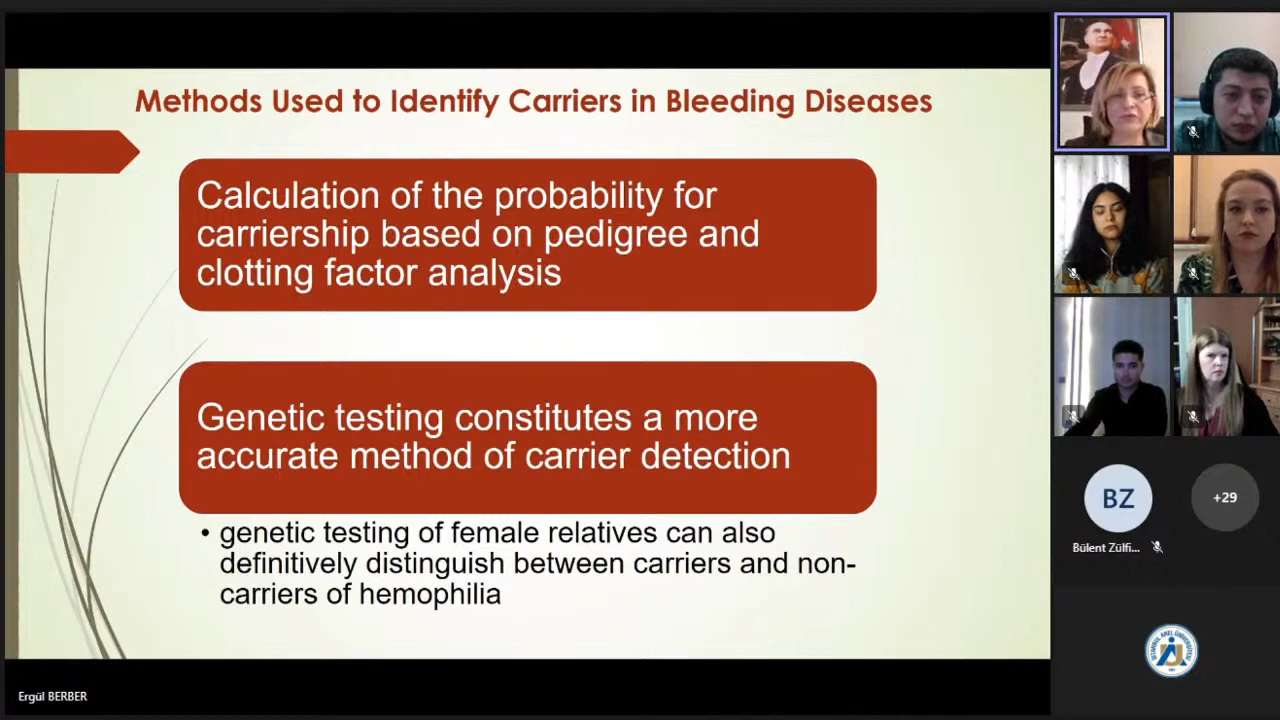 Methods Used to Identify Carriers in Bleeding Diseases
Calculation of the probability for
carriership based on pedigree and
clotting factor analysis
Genetic testing constitutes a more
accurate method of carrier detection
• genetic testing of female relatives can also
definitively distinguish between carriers and non-
carriers of hemophilia
Ergül BERBER
BZ
+29
Bülent Zülfi...